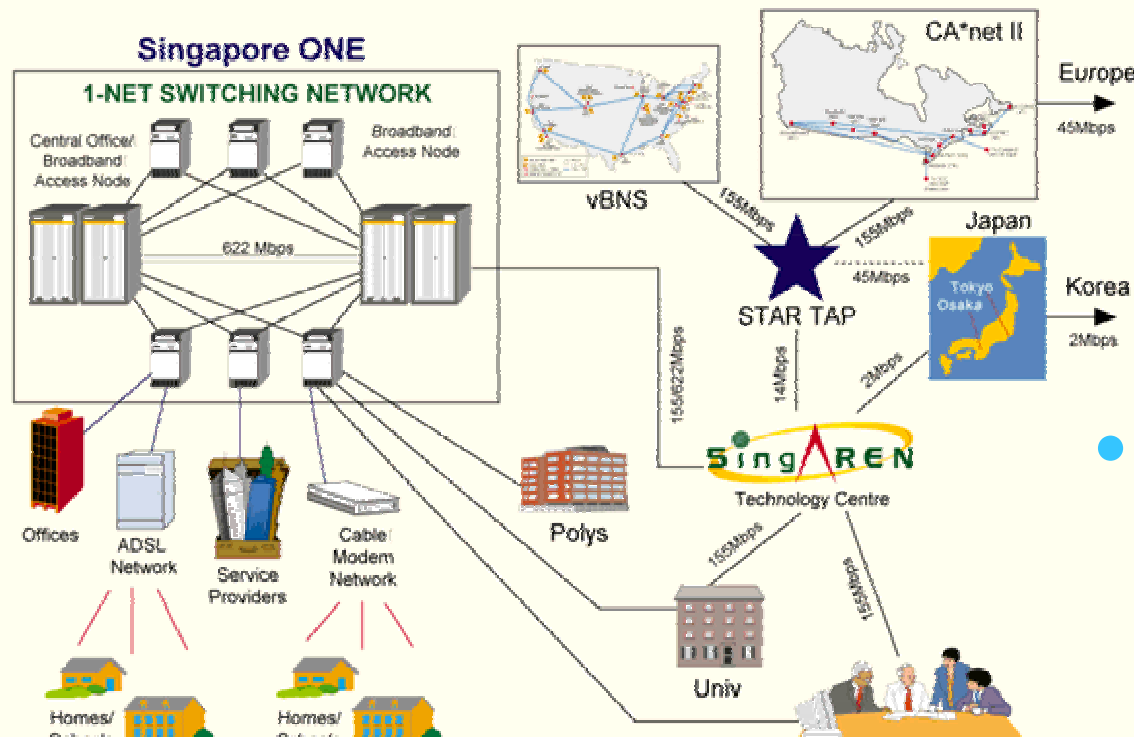 Singapore ONE
1-NET SWITCHING NETWORK
Central Office/
Broadband
Access Node
Broadband
Access Node
622 Mbps
vBNS
CA*net II
Europe
45Mbps
155Mbps
155Mbps
STAR TAP
45Mbps
Japan
Tokyo
Osaka
Korea
2Mbps
14Mbps
2Mbps
155/622Mbps
SingAREN
Technology Centre
155Mbps
155Mbps
Offices
ADSL
Network
Service
Providers
Cable
Modem
Network
Polys
Univ
Homes/
Homes/